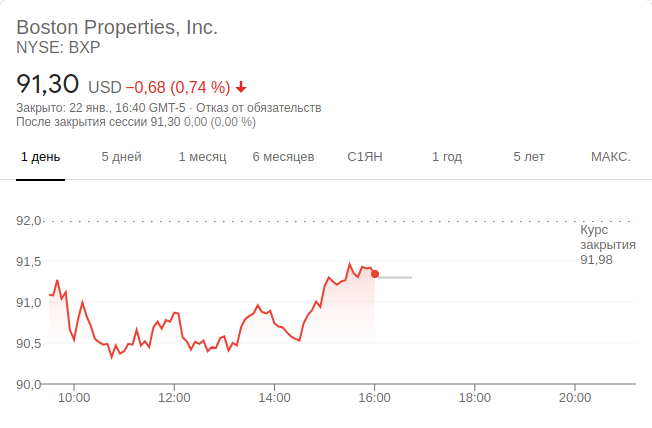 Boston Properties, Inc.
NYSE: BXP
91,30 USD −0,68 (0,74 %)
Закрыто: 22 янв., 16:40 GMT-5 · Отказ от обязательств
После закрытия сессии 91,30 0,00 (0,00 %)
1 день 5 дней 1 месяц 6 месяцев С1ЯН 1 год 5 лет МАКС.
92,0
Курс
закрытия
91,98
91,5
91,0
90,5
90,0
10:00 12:00 14:00 16:00 18:00 20:00